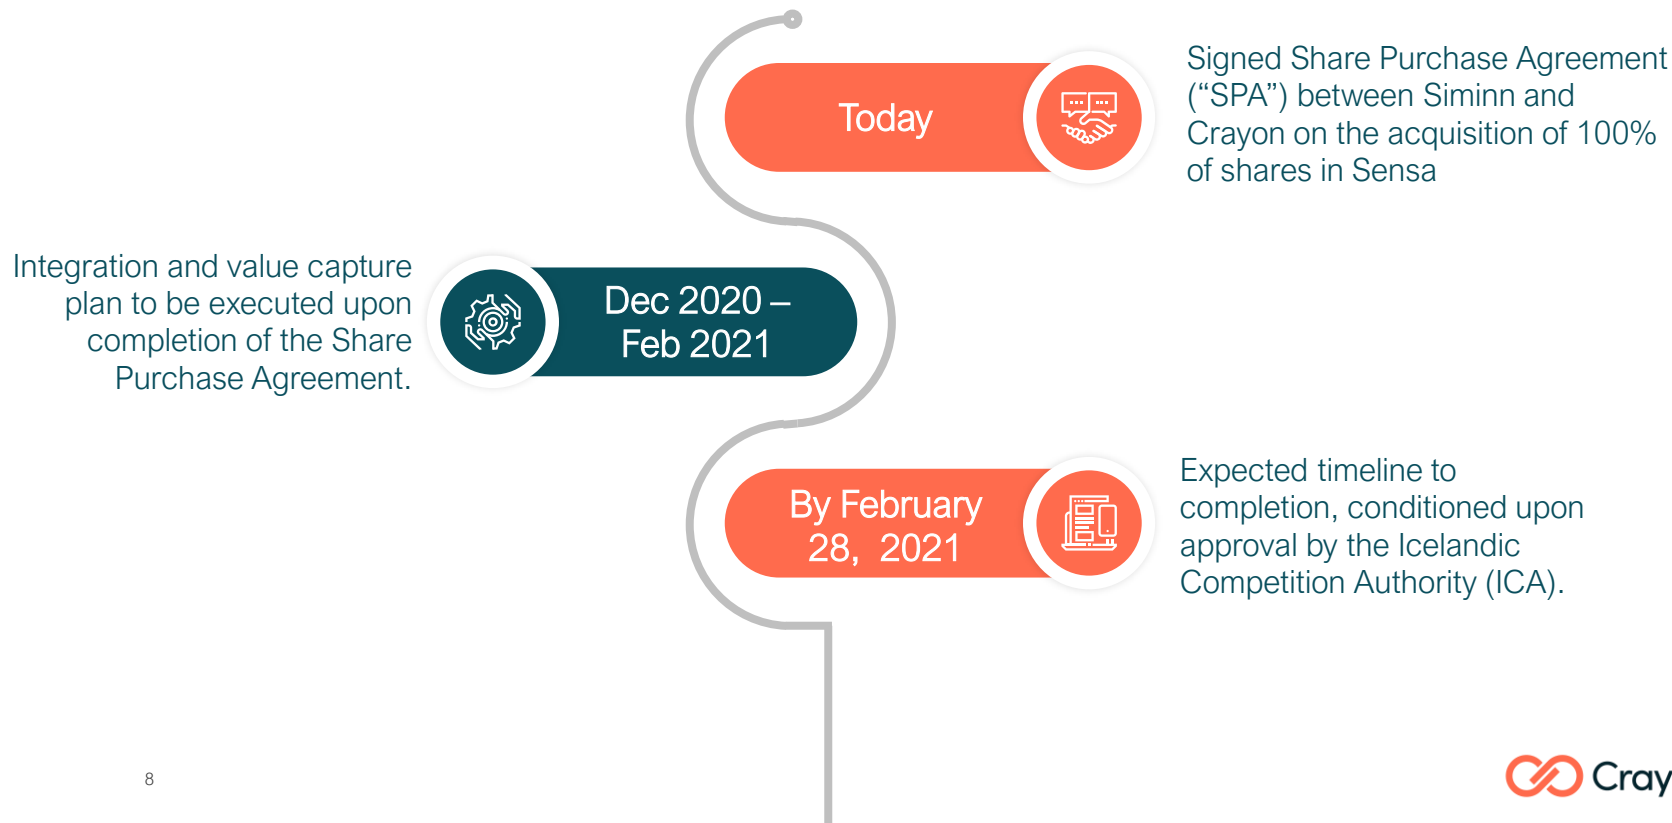 Today
Signed Share Purchase Agreement
(“SPA”) between Siminn and
Crayon on the acquisition of 100%
of shares in Sensa
Integration and value capture
plan to be executed upon
completion of the Share
Purchase Agreement.
Dec 2020 –
Feb 2021
By February
28, 2021
Expected timeline to
completion, conditioned upon
approval by the Icelandic
Competition Authority (ICA).
8
Cray